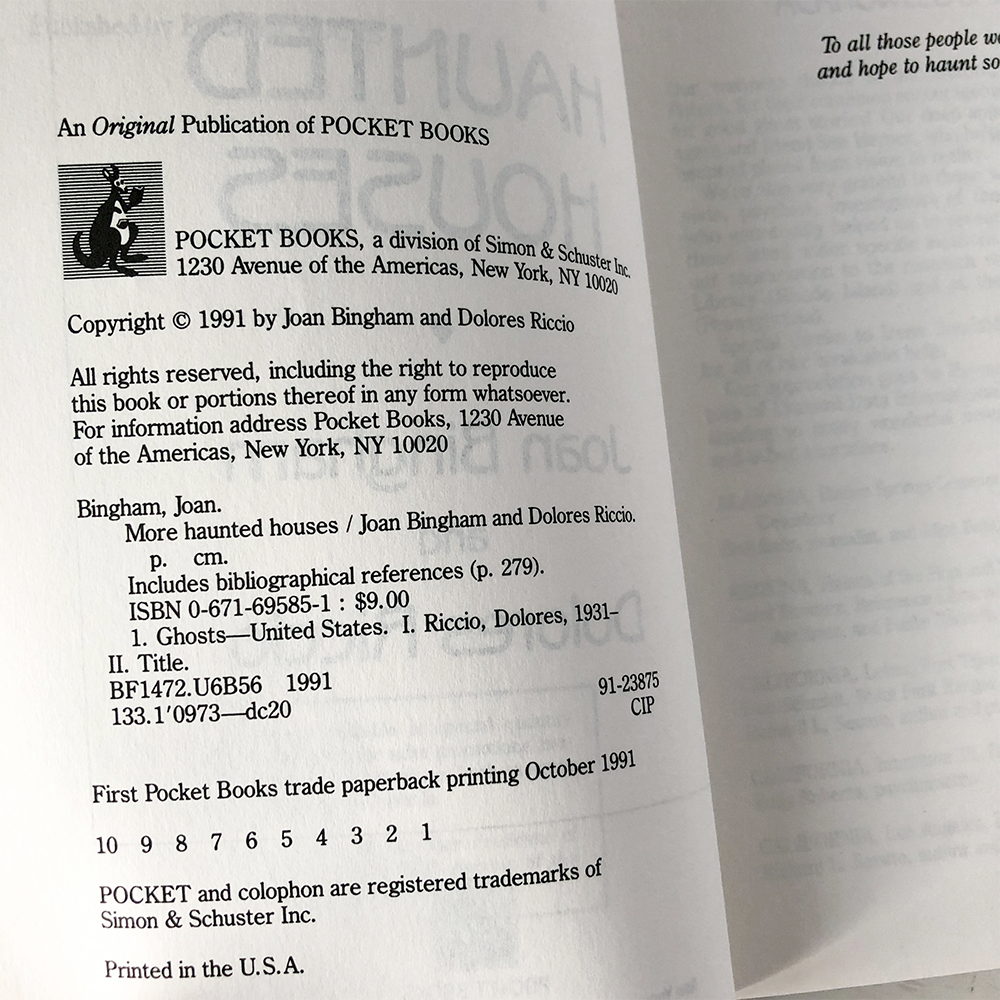 An Original Publication of POCKET BOOKS
POCKET BOOKS, a division of Simon & Schuster Inc.
1230 Avenue of the Americas, New York, NY 10020
Copyright © 1991 by Joan Bingham and Dolores Riccio
All rights reserved, including the right to reproduce
this book or portions thereof in any form whatsoever.
For information address Pocket Books, 1230 Avenue
of the Americas, New York, NY 10020
Bingham, Joan.
More haunted houses / Joan Bingham and Dolores Riccio.
p. cm.
Includes bibliographical references (p. 279).
ISBN 0-671-69585-1 : $9.00
1. Ghosts—United States. I. Riccio, Dolores, 1931–
II. Title.
BF1472.U6B56 1991
133.1'0973—dc20
91-23875
CIP
First Pocket Books trade paperback printing October 1991
10 9 8 7 6 5 4 3 2 1
POCKET and colophon are registered trademarks of
Simon & Schuster Inc.
Printed in the U.S.A.
To all those people
and hope to haunt